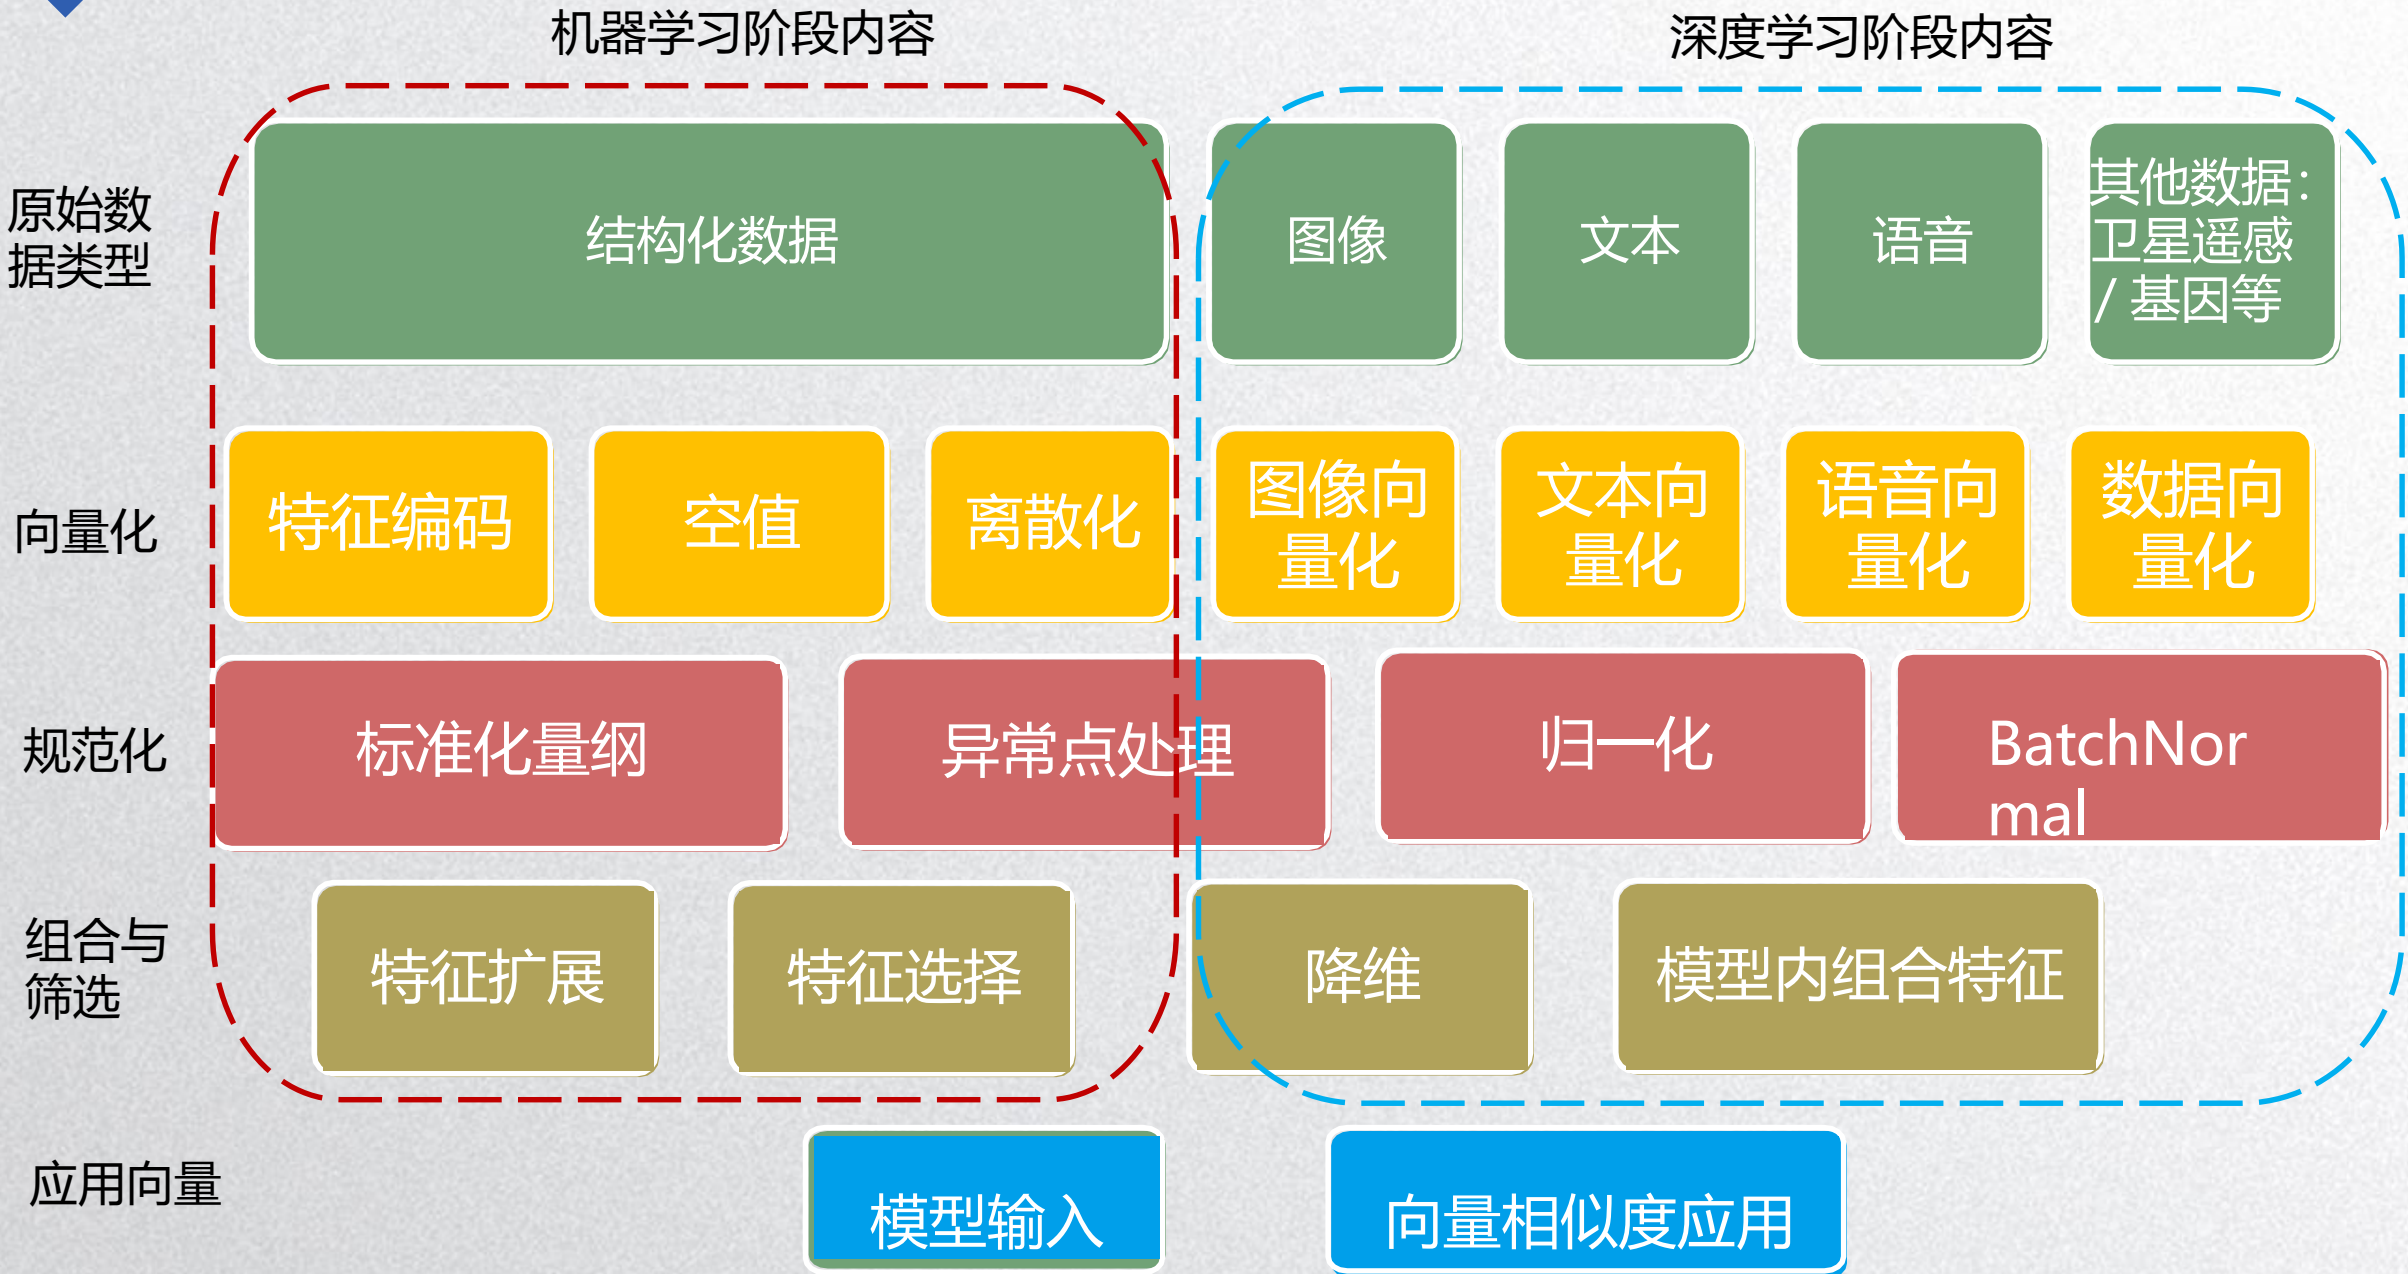 机器学习阶段内容
深度学习阶段内容
原始数
据类型
结构化数据
图像
文本
语音
其他数据：
卫星遥感
/ 基因等
向量化
特征编码
空值
离散化
图像向
量化
文本向
量化
语音向
量化
数据向
量化
规范化
标准化量纲
异常点处理
归一化
BatchNor
mal
组合与
筛选
特征扩展
特征选择
降维
模型内组合特征
应用向量
模型输入
向量相似度应用